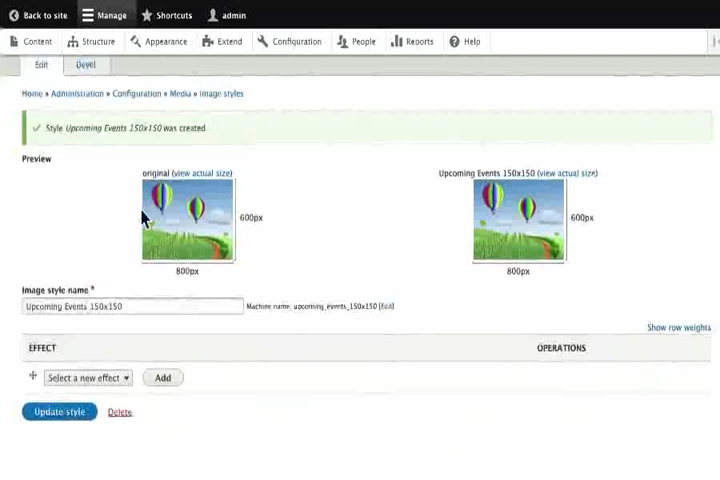 Back to site Manage Shortcuts admin
Content Structure Appearance Extend Configuration People Reports Help
Edit Devel
Home » Administration » Configuration » Media » Image styles
Style Upcoming Events 150x150 was created.
Preview
original (view actual size) Upcoming Events 150x150 (view actual size)
600px 600px
800px 800px
Image style name *
Upcoming Events 150x150 Machine name: upcoming_events_150x150 [Edit]
Show row weights
EFFECT OPERATIONS
Select a new effect Add
Update style Delete